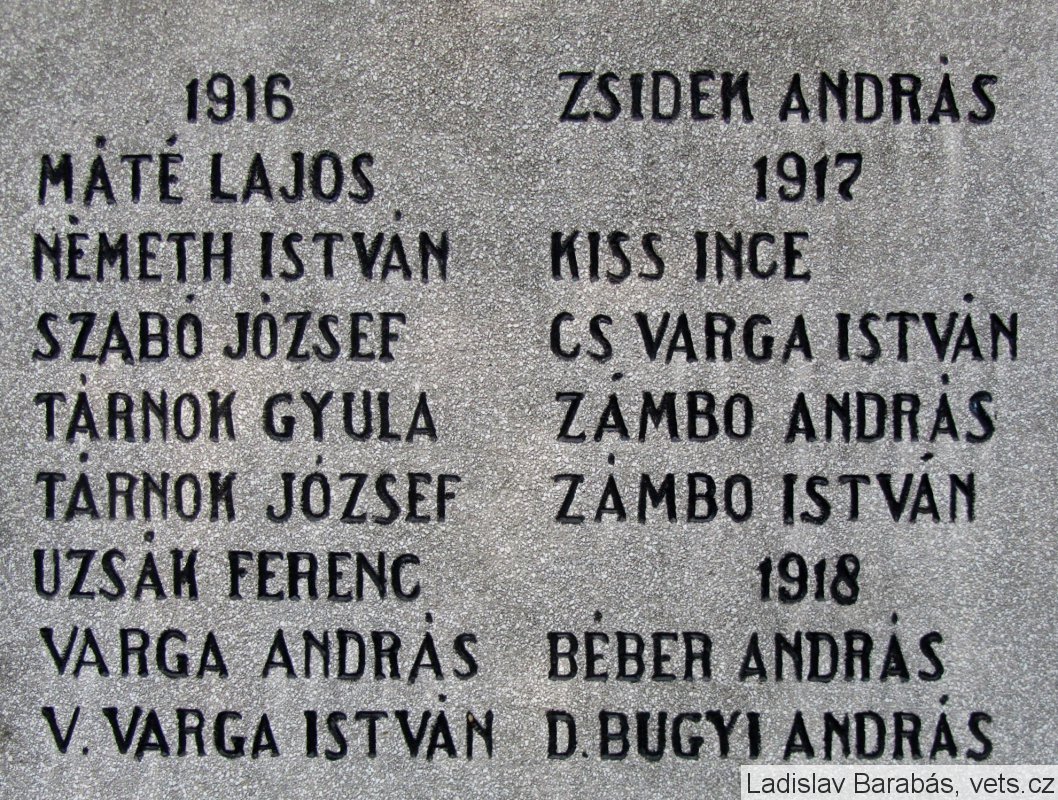 1916
MÁTÉ LAJOS
NÉMETH ISTVÁN
SZABÓ JÓZSEF
TÁRNOK GYULA
TÁRNOK JÓZSEF
UZSÁK FERENC
VARGA ANDRÁS
V. VARGA ISTVÁN
ZSIDEK ANDRÁS
1917
KISS INCE
CS VARGA ISTVÁN
ZÁMBO ANDRÁS
ZÁMBO ISTVÁN
1918
BÉBER ANDRÁS
D. BUGYI ANDRÁS
Ladislav Barabás, vets.cz